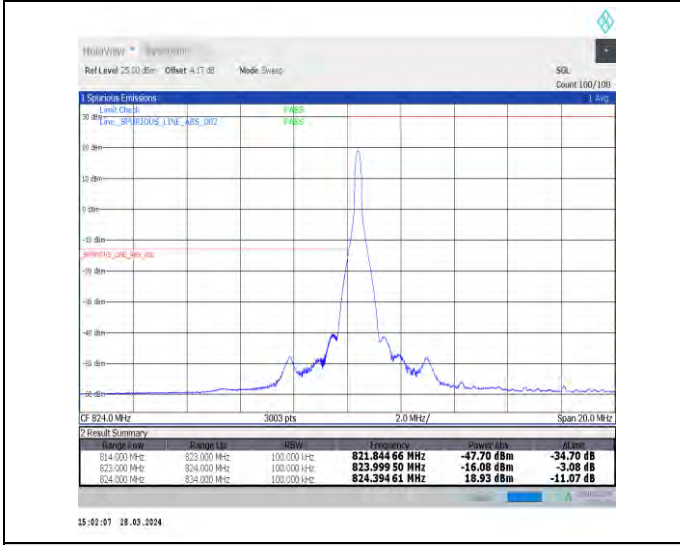 MultiView Spectrum
Ref Level 25.00 dBm Offset 4.17 dB Mode Sweep SGL
Count 100/100
1 Spurious Emissions 1 Avg
Limit Check PASS
30 dBm
Line _SPURIOUS_LINE_ABS_002 PASS
20 dBm
10 dBm
0 dBm
-10 dBm
_SPURIOUS_LINE_ABS_002
-20 dBm
-30 dBm
-40 dBm
-50 dBm
-60 dBm
CF 824.0 MHz 3003 pts 2.0 MHz/ Span 20.0 MHz
2 Result Summary
Range Low Range Up RBW Frequency Power Abs ΔLimit
814.000 MHz 823.000 MHz 100.000 kHz 821.844 66 MHz -47.70 dBm -34.70 dB
823.000 MHz 824.000 MHz 100.000 kHz 823.999 50 MHz -16.08 dBm -3.08 dB
824.000 MHz 834.000 MHz 100.000 kHz 824.394 61 MHz 18.93 dBm -11.07 dB
15:02:07 28.03.2024